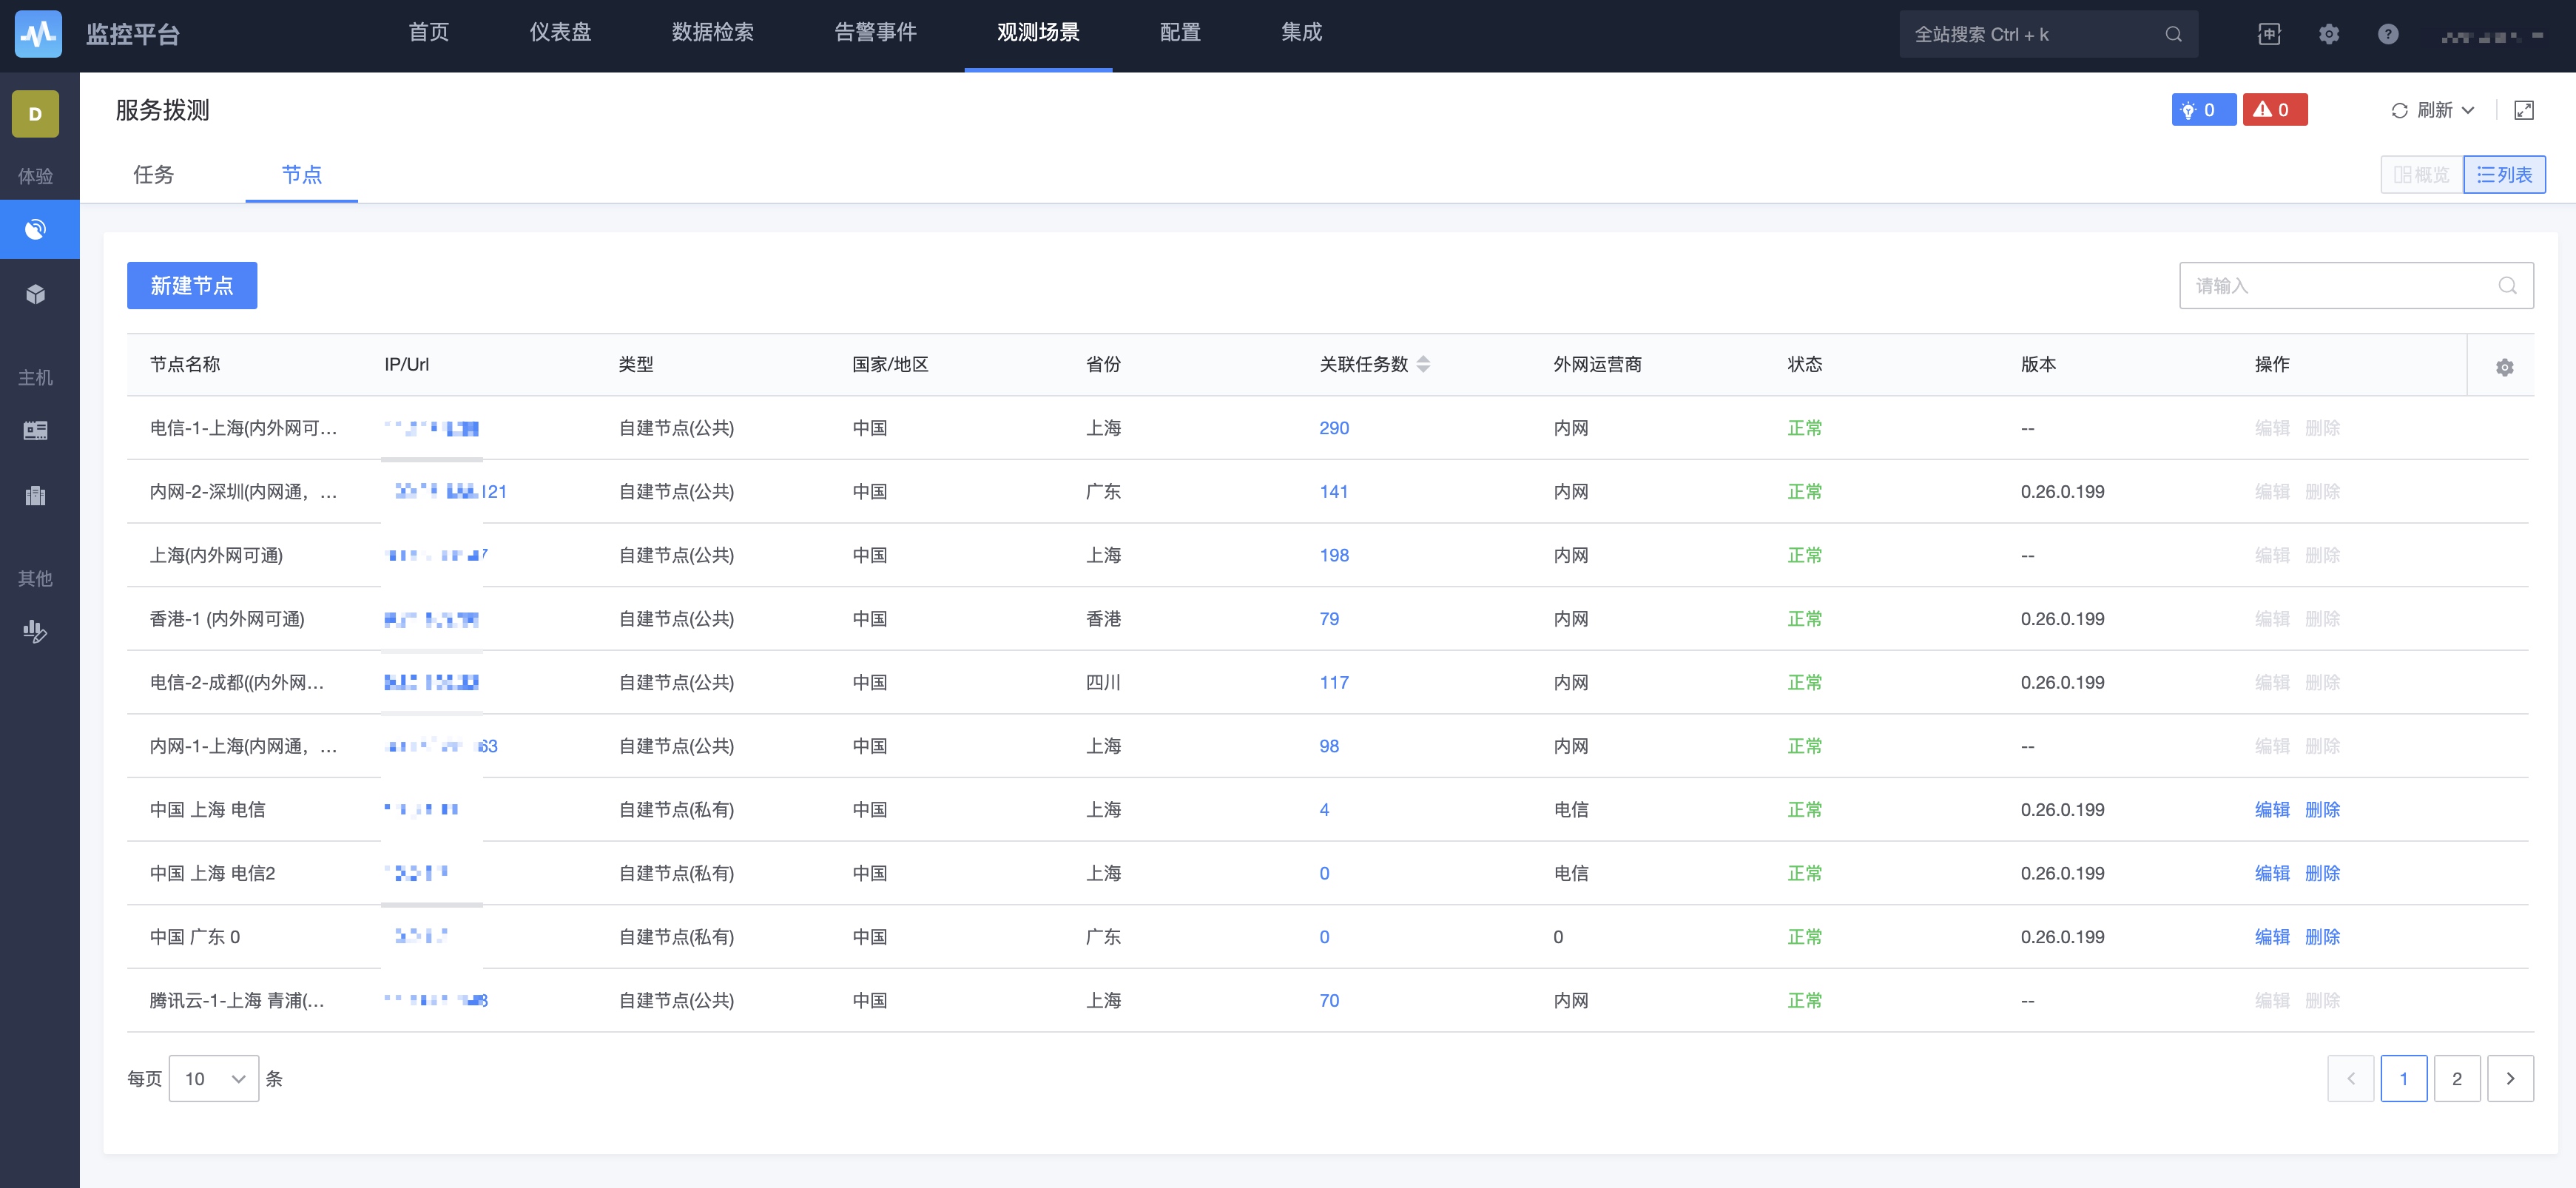 监控平台 首页 仪表盘 数据检索 告警事件 观测场景 配置 集成 全站搜索 Ctrl + k 中 ?
D
服务拨测 0 0 刷新
任务 节点 概览 列表
体验
主机
其他
新建节点 请输入
节点名称 IP/Url 类型 国家/地区 省份 关联任务数 外网运营商 状态 版本 操作
电信-1-上海(内外网可... 自建节点(公共) 中国 上海 290 内网 正常 -- 编辑 删除
内网-2-深圳(内网通, ... 121 自建节点(公共) 中国 广东 141 内网 正常 0.26.0.199 编辑 删除
上海(内外网可通) 自建节点(公共) 中国 上海 198 内网 正常 -- 编辑 删除
香港-1 (内外网可通) 自建节点(公共) 中国 香港 79 内网 正常 0.26.0.199 编辑 删除
电信-2-成都((内外网... 自建节点(公共) 中国 四川 117 内网 正常 0.26.0.199 编辑 删除
内网-1-上海(内网通, ... 63 自建节点(公共) 中国 上海 98 内网 正常 -- 编辑 删除
中国 上海 电信 自建节点(私有) 中国 上海 4 电信 正常 0.26.0.199 编辑 删除
中国 上海 电信2 自建节点(私有) 中国 上海 0 电信 正常 0.26.0.199 编辑 删除
中国 广东 0 自建节点(私有) 中国 广东 0 0 正常 0.26.0.199 编辑 删除
腾讯云-1-上海 青浦(... 自建节点(公共) 中国 上海 70 内网 正常 -- 编辑 删除
每页 10 条 1 2